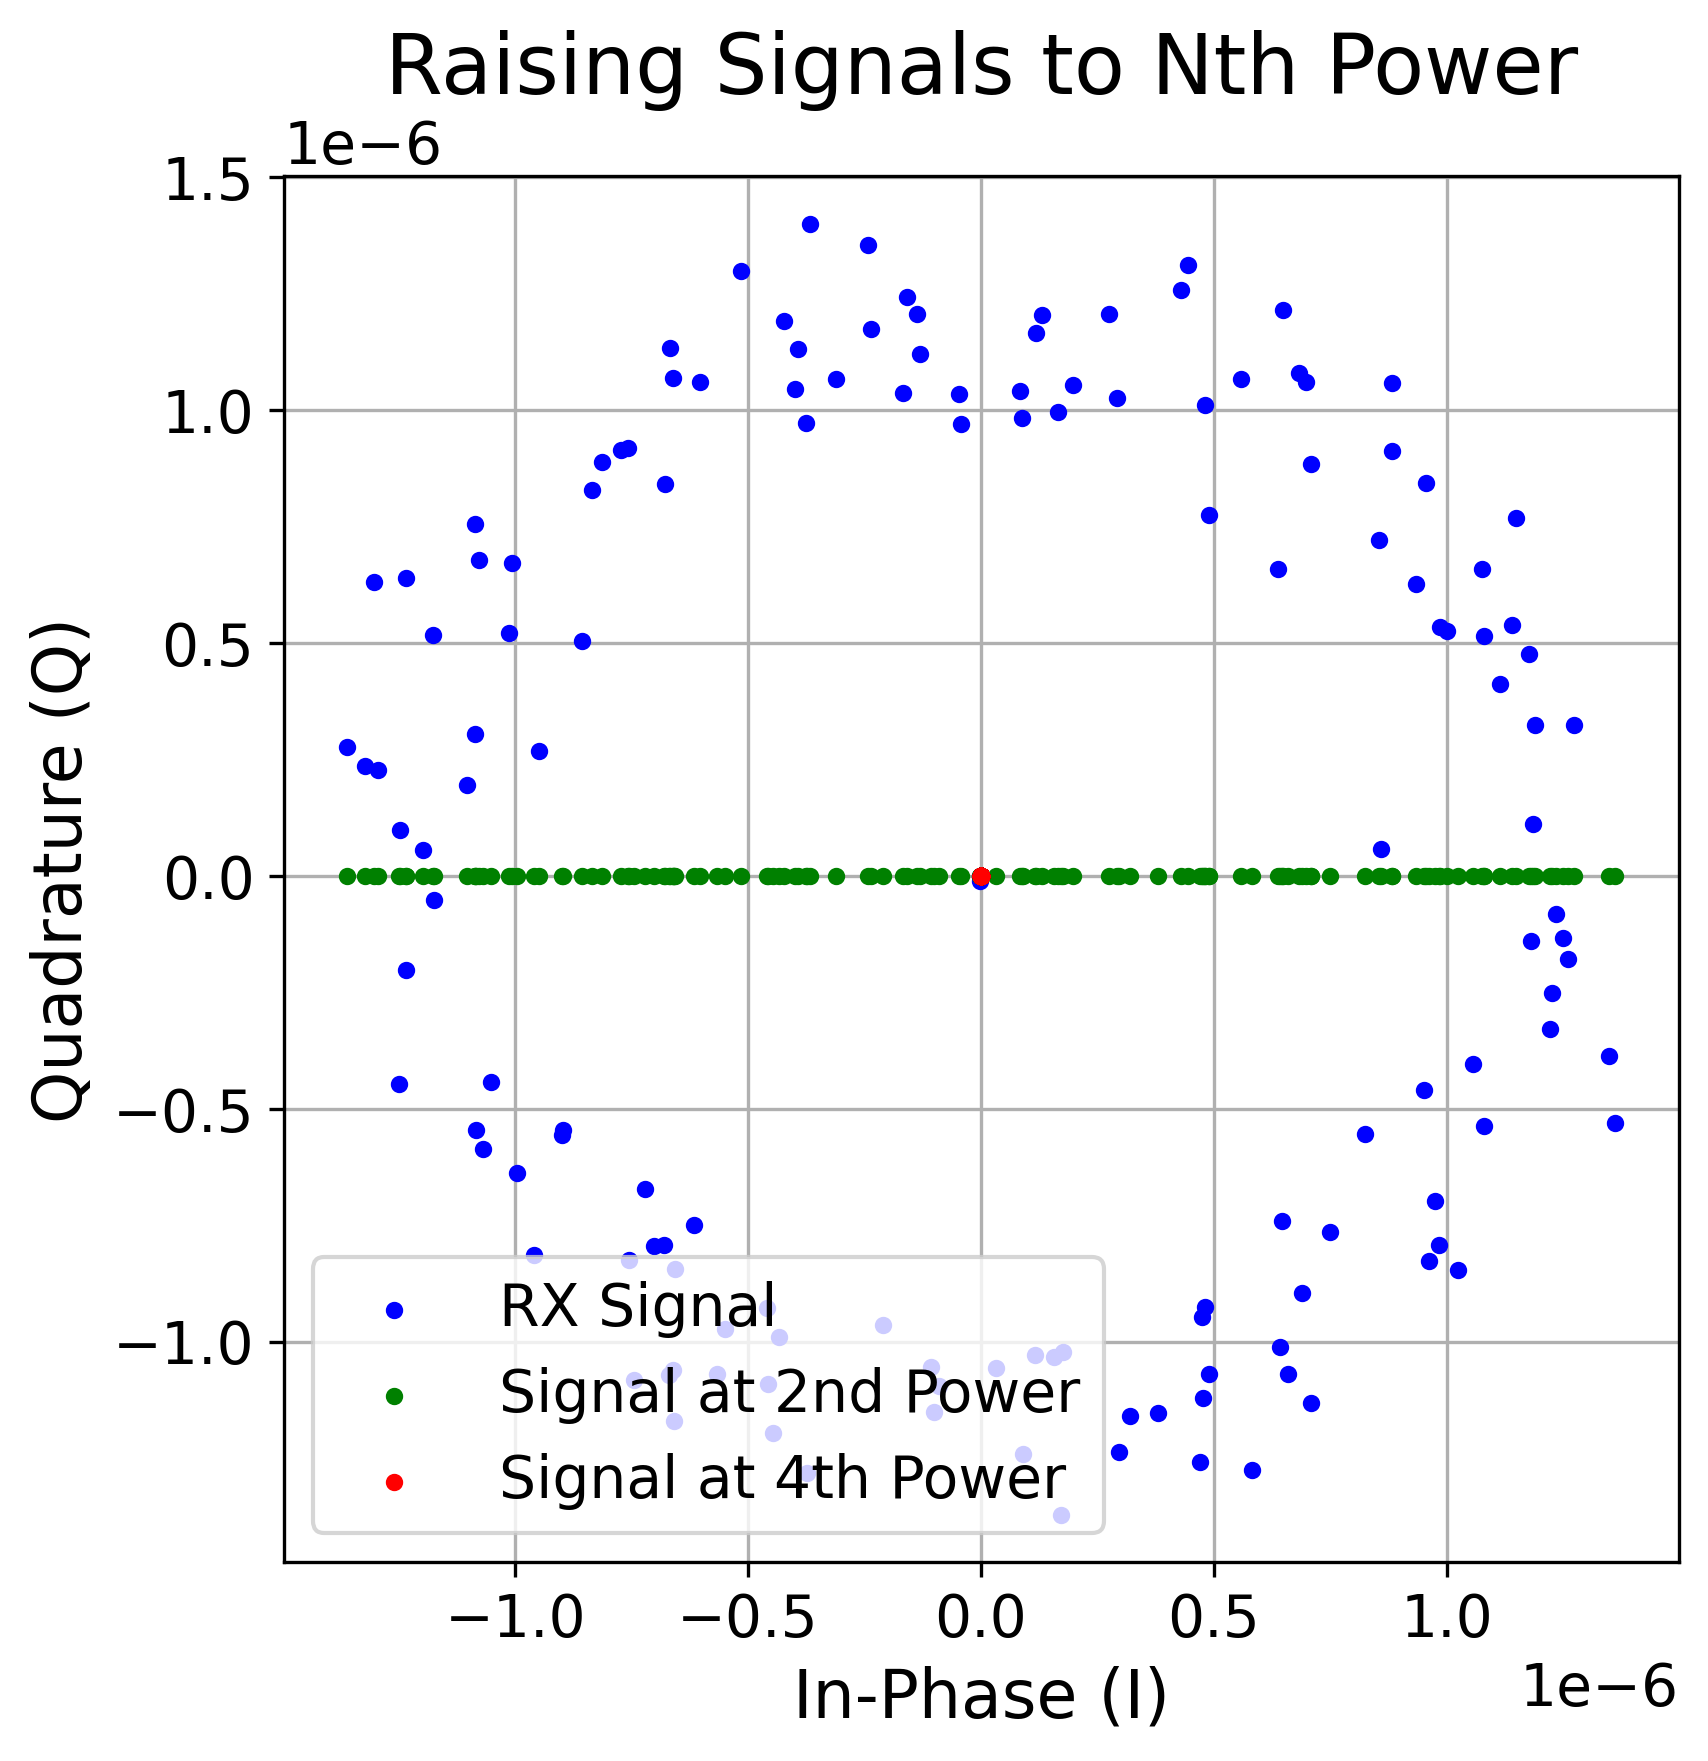 Raising Signals to Nth Power
1e−6
1.5
1.0
0.5
0.0
−0.5
−1.0
Quadrature (Q)
RX Signal
Signal at 2nd Power
Signal at 4th Power
−1.0 −0.5 0.0 0.5 1.0
In-Phase (I)
1e−6